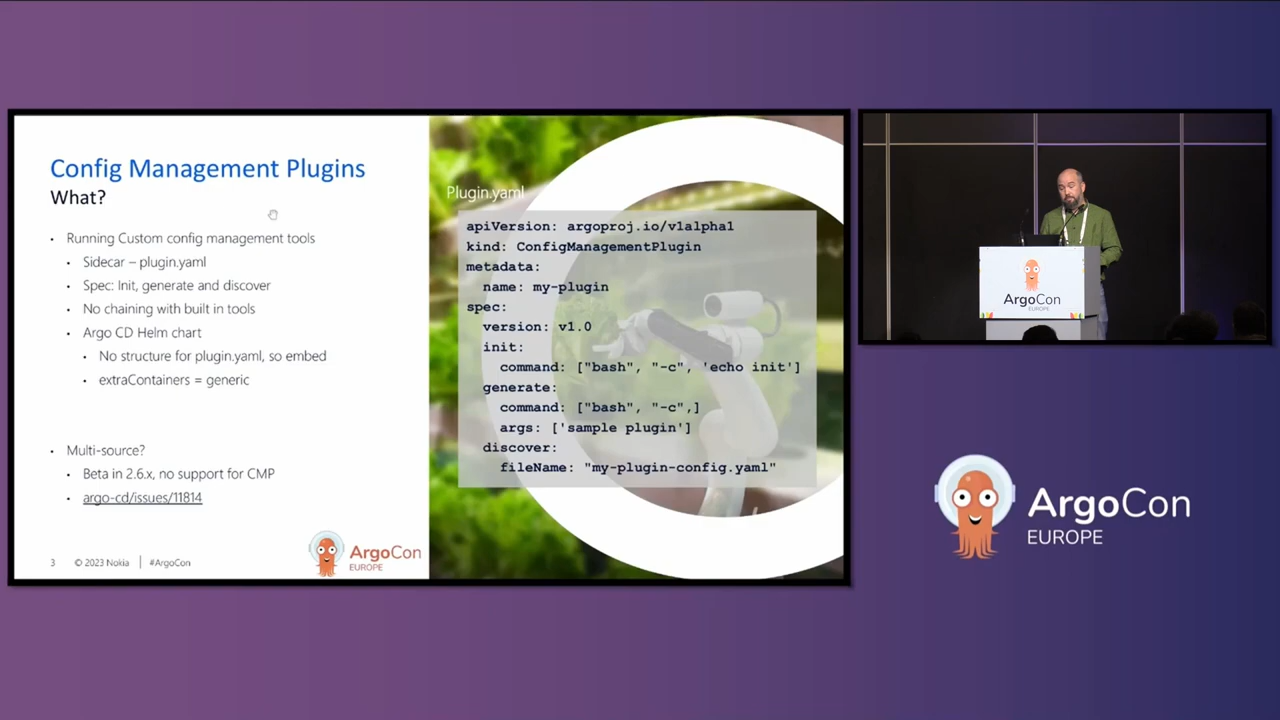 Config Management Plugins
What?
• Running Custom config management tools
• Sidecar – plugin.yaml
• Spec: Init, generate and discover
• No chaining with built in tools
• Argo CD Helm chart
• No structure for plugin.yaml, so embed
• extraContainers = generic
• Multi-source?
• Beta in 2.6.x, no support for CMP
• argo-cd/issues/11814
3 © 2023 Nokia | #ArgoCon
ArgoCon
EUROPE
Plugin.yaml
apiVersion: argoproj.io/v1alpha1
kind: ConfigManagementPlugin
metadata:
name: my-plugin
spec:
version: v1.0
init:
command: ["bash", "-c", 'echo init']
generate:
command: ["bash", "-c",]
args: ['sample plugin']
discover:
fileName: "my-plugin-config.yaml"
ArgoCon
EUROPE
ArgoCon
EUROPE